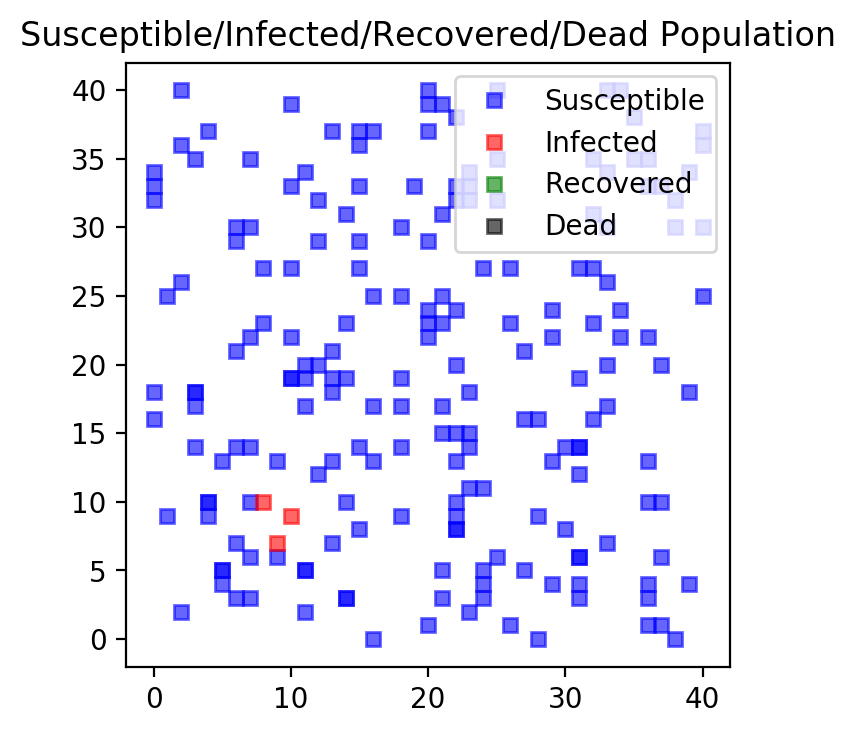 Susceptible/Infected/Recovered/Dead Population
40
35
30
25
20
15
10
5
0
Susceptible
Infected
Recovered
Dead
0 10 20 30 40